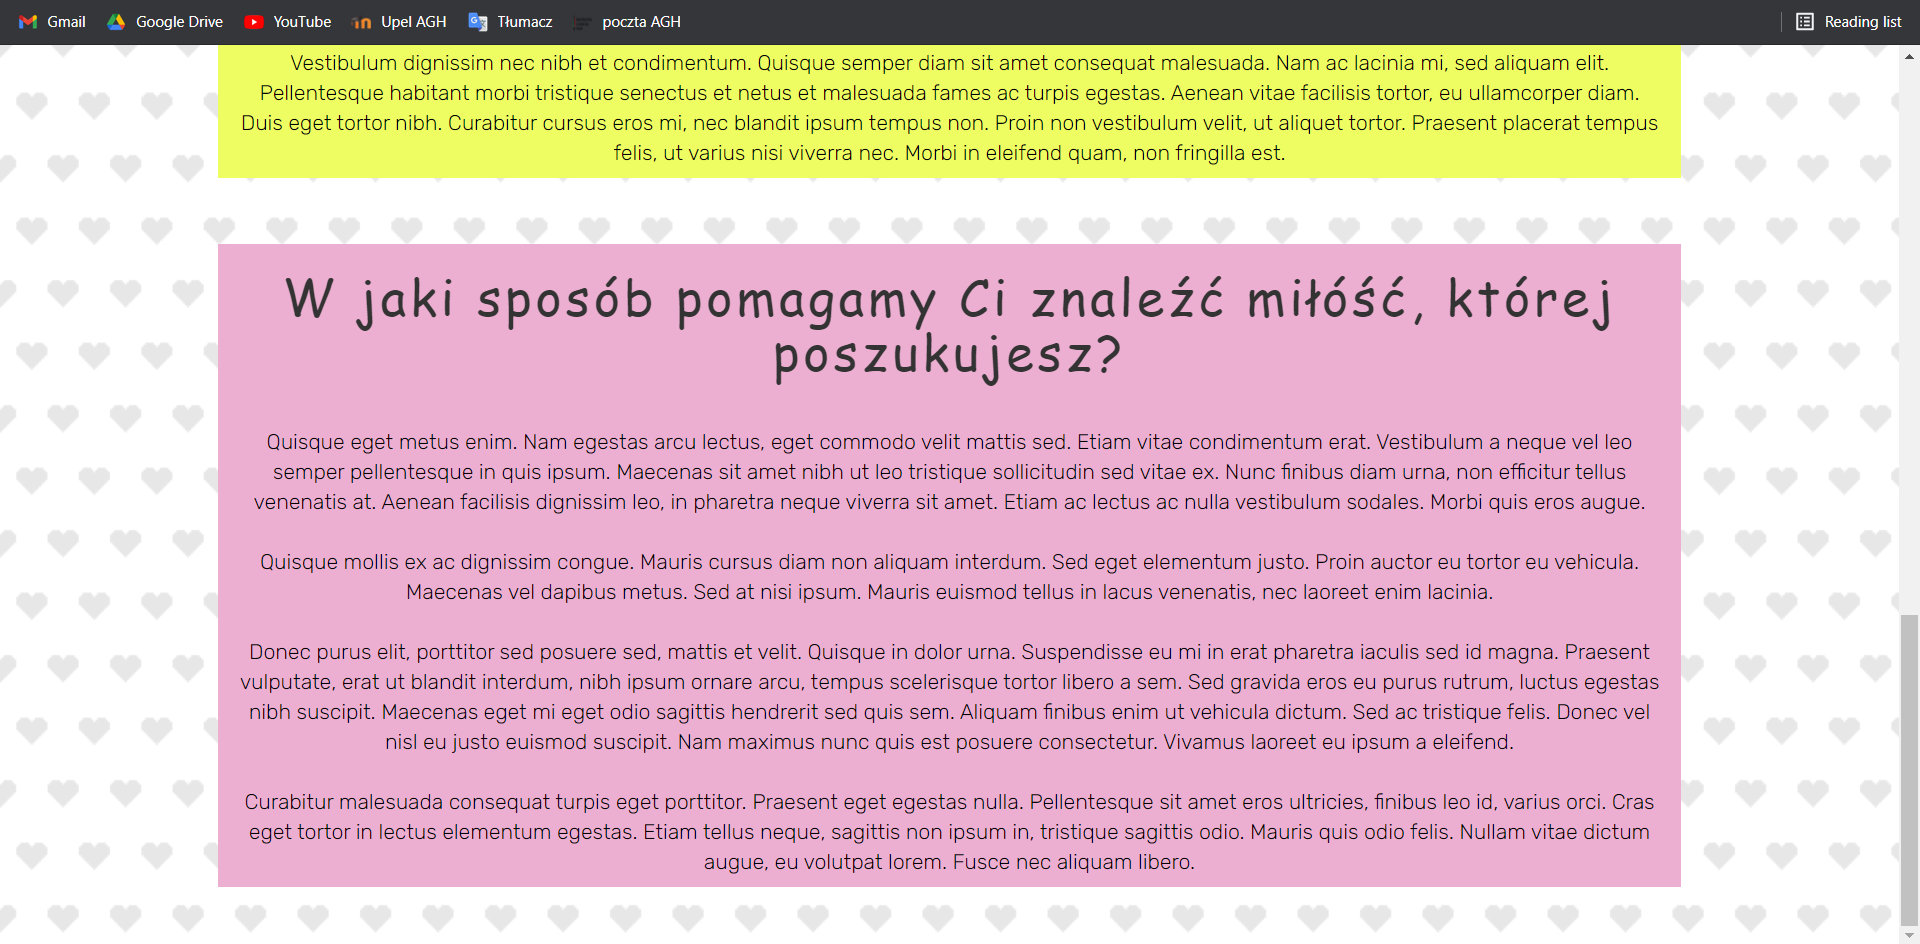 Gmail Google Drive YouTube Upel AGH Tłumacz poczta AGH Reading list
Vestibulum dignissim nec nibh et condimentum. Quisque semper diam sit amet consequat malesuada. Nam ac lacinia mi, sed aliquam elit.
Pellentesque habitant morbi tristique senectus et netus et malesuada fames ac turpis egestas. Aenean vitae facilisis tortor, eu ullamcorper diam.
Duis eget tortor nibh. Curabitur cursus eros mi, nec blandit ipsum tempus non. Proin non vestibulum velit, ut aliquet tortor. Praesent placerat tempus
felis, ut varius nisi viverra nec. Morbi in eleifend quam, non fringilla est.
W jaki sposób pomagamy Ci znaleźć miłóść, której
poszukujesz?
Quisque eget metus enim. Nam egestas arcu lectus, eget commodo velit mattis sed. Etiam vitae condimentum erat. Vestibulum a neque vel leo
semper pellentesque in quis ipsum. Maecenas sit amet nibh ut leo tristique sollicitudin sed vitae ex. Nunc finibus diam urna, non efficitur tellus
venenatis at. Aenean facilisis dignissim leo, in pharetra neque viverra sit amet. Etiam ac lectus ac nulla vestibulum sodales. Morbi quis eros augue.
Quisque mollis ex ac dignissim congue. Mauris cursus diam non aliquam interdum. Sed eget elementum justo. Proin auctor eu tortor eu vehicula.
Maecenas vel dapibus metus. Sed at nisi ipsum. Mauris euismod tellus in lacus venenatis, nec laoreet enim lacinia.
Donec purus elit, porttitor sed posuere sed, mattis et velit. Quisque in dolor urna. Suspendisse eu mi in erat pharetra iaculis sed id magna. Praesent
vulputate, erat ut blandit interdum, nibh ipsum ornare arcu, tempus scelerisque tortor libero a sem. Sed gravida eros eu purus rutrum, luctus egestas
nibh suscipit. Maecenas eget mi eget odio sagittis hendrerit sed quis sem. Aliquam finibus enim ut vehicula dictum. Sed ac tristique felis. Donec vel
nisl eu justo euismod suscipit. Nam maximus nunc quis est posuere consectetur. Vivamus laoreet eu ipsum a eleifend.
Curabitur malesuada consequat turpis eget porttitor. Praesent eget egestas nulla. Pellentesque sit amet eros ultricies, finibus leo id, varius orci. Cras
eget tortor in lectus elementum egestas. Etiam tellus neque, sagittis non ipsum in, tristique sagittis odio. Mauris quis odio felis. Nullam vitae dictum
augue, eu volutpat lorem. Fusce nec aliquam libero.